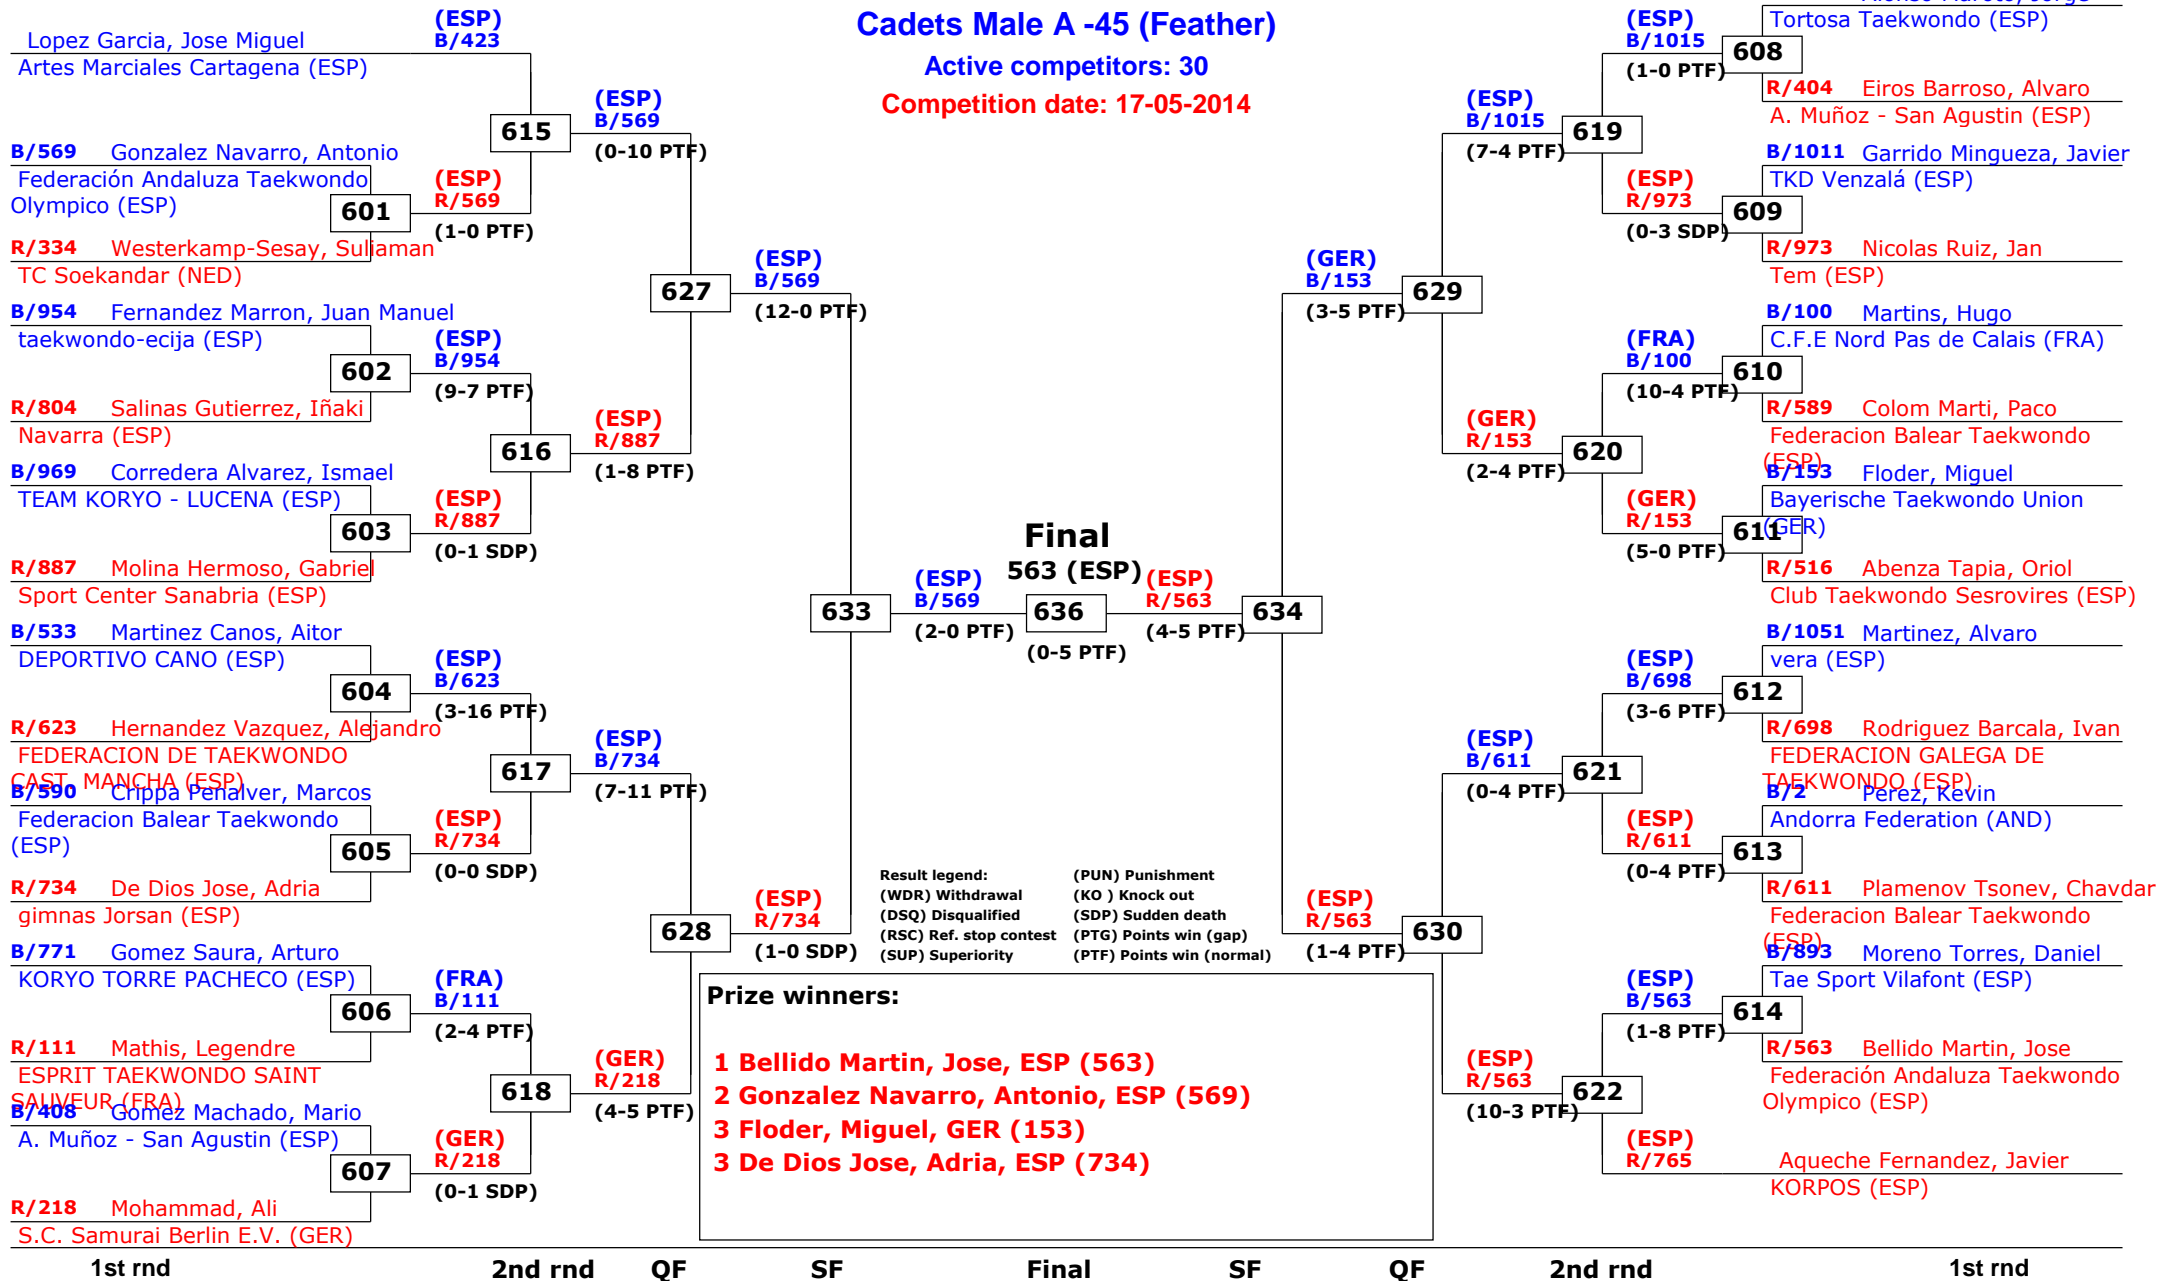 Cadets Male A -45 (Feather)
Active competitors: 30
Competition date: 17-05-2014
(ESP)
B/423
Lopez Garcia, Jose Miguel
Artes Marciales Cartagena (ESP)
615
(ESP)
B/569
(0-10 PTF)
B/569 Gonzalez Navarro, Antonio
Federación Andaluza Taekwondo
Olympico (ESP)
601
(ESP)
R/569
(1-0 PTF)
R/334 Westerkamp-Sesay, Suliaman
TC Soekandar (NED)
627
(ESP)
B/569
(12-0 PTF)
B/954 Fernandez Marron, Juan Manuel
taekwondo-ecija (ESP)
602
(ESP)
B/954
(9-7 PTF)
R/804 Salinas Gutierrez, Iñaki
Navarra (ESP)
616
(ESP)
R/887
(1-8 PTF)
B/969 Corredera Alvarez, Ismael
TEAM KORYO - LUCENA (ESP)
603
(ESP)
R/887
(0-1 SDP)
R/887 Molina Hermoso, Gabriel
Sport Center Sanabria (ESP)
633
(ESP)
B/569
(2-0 PTF)
B/533 Martinez Canos, Aitor
DEPORTIVO CANO (ESP)
604
(ESP)
B/623
(3-16 PTF)
R/623 Hernandez Vazquez, Alejandro
FEDERACION DE TAEKWONDO
CAST. MANCHA (ESP)
617
(ESP)
B/734
(7-11 PTF)
B/590 Crippa Penalver, Marcos
Federacion Balear Taekwondo
(ESP)
605
(ESP)
R/734
(0-0 SDP)
R/734 De Dios Jose, Adria
gimnas Jorsan (ESP)
628
(ESP)
R/734
(1-0 SDP)
B/771 Gomez Saura, Arturo
KORYO TORRE PACHECO (ESP)
606
(FRA)
B/111
(2-4 PTF)
R/111 Mathis, Legendre
ESPRIT TAEKWONDO SAINT
SAUVEUR (FRA)
618
(GER)
R/218
(4-5 PTF)
B/408 Gomez Machado, Mario
A. Muñoz - San Agustin (ESP)
607
(GER)
R/218
(0-1 SDP)
R/218 Mohammad, Ali
S.C. Samurai Berlin E.V. (GER)
Final
563 (ESP)
636
(0-5 PTF)
(ESP)
R/563
(4-5 PTF)
634
Tortosa Taekwondo (ESP)
(ESP)
B/1015
(1-0 PTF)
608
R/404 Eiros Barroso, Alvaro
A. Muñoz - San Agustin (ESP)
(ESP)
B/1015
(7-4 PTF)
619
B/1011 Garrido Mingueza, Javier
TKD Venzalá (ESP)
(ESP)
R/973
(0-3 SDP)
609
R/973 Nicolas Ruiz, Jan
Tem (ESP)
(GER)
B/153
(3-5 PTF)
629
B/100 Martins, Hugo
C.F.E Nord Pas de Calais (FRA)
(FRA)
B/100
(10-4 PTF)
610
R/589 Colom Marti, Paco
Federacion Balear Taekwondo
(ESP)
(GER)
R/153
(2-4 PTF)
620
B/153 Floder, Miguel
Bayerische Taekwondo Union
(GER)
(GER)
R/153
(5-0 PTF)
611
R/516 Abenza Tapia, Oriol
Club Taekwondo Sesrovires (ESP)
B/1051 Martinez, Alvaro
vera (ESP)
(ESP)
B/698
(3-6 PTF)
612
R/698 Rodriguez Barcala, Ivan
FEDERACION GALEGA DE
TAEKWONDO (ESP)
(ESP)
B/611
(0-4 PTF)
621
B/2 Perez, Kevin
Andorra Federation (AND)
(ESP)
R/611
(0-4 PTF)
613
R/611 Plamenov Tsonev, Chavdar
Federacion Balear Taekwondo
(ESP)
(ESP)
R/563
(1-4 PTF)
630
B/893 Moreno Torres, Daniel
Tae Sport Vilafont (ESP)
(ESP)
B/563
(1-8 PTF)
614
R/563 Bellido Martin, Jose
Federación Andaluza Taekwondo
Olympico (ESP)
(ESP)
R/563
(10-3 PTF)
622
(ESP)
R/765
Aqueche Fernandez, Javier
KORPOS (ESP)
Result legend:
(WDR) Withdrawal
(DSQ) Disqualified
(RSC) Ref. stop contest
(SUP) Superiority
(PUN) Punishment
(KO ) Knock out
(SDP) Sudden death
(PTG) Points win (gap)
(PTF) Points win (normal)
Prize winners:
1 Bellido Martin, Jose, ESP (563)
2 Gonzalez Navarro, Antonio, ESP (569)
3 Floder, Miguel, GER (153)
3 De Dios Jose, Adria, ESP (734)
1st rnd 2nd rnd QF SF Final SF QF 2nd rnd 1st rnd